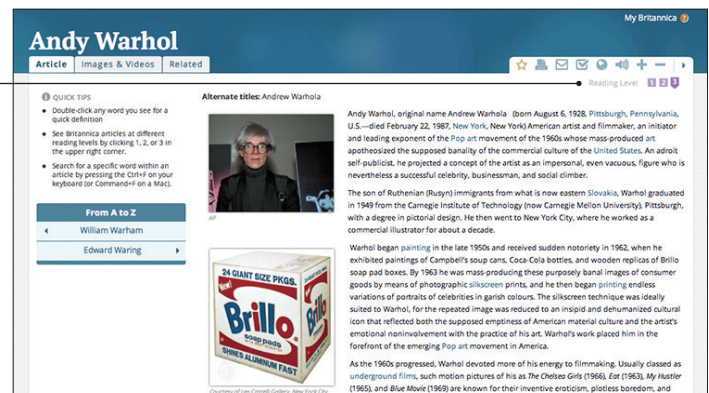 My Britannica ?
Andy Warhol
Article Images & Videos Related
Reading Level 1 2 3
QUICK TIPS
Double-click any word you see for a
quick definition
See Britannica articles at different
reading levels by clicking 1, 2, or 3 in
the upper right corner.
Search for a specific word within an
article by pressing the Ctrl+F on your
keyboard (or Command+F on a Mac).
From A to Z
William Warham
Edward Waring
Alternate titles: Andrew Warhola
AP
24 GIANT SIZE PKGS.
New!
Brillo
soap pads
SHINES ALUMINUM FAST
Courtesy of Leo Castelli Gallery, New York City
Andy Warhol, original name Andrew Warhola (born August 6, 1928, Pittsburgh, Pennsylvania,
U.S.—died February 22, 1987, New York, New York) American artist and filmmaker, an initiator
and leading exponent of the Pop art movement of the 1960s whose mass-produced art
apotheosized the supposed banality of the commercial culture of the United States. An adroit
self-publicist, he projected a concept of the artist as an impersonal, even vacuous, figure who is
nevertheless a successful celebrity, businessman, and social climber.
The son of Ruthenian (Rusyn) immigrants from what is now eastern Slovakia, Warhol graduated
in 1949 from the Carnegie Institute of Technology (now Carnegie Mellon University), Pittsburgh,
with a degree in pictorial design. He then went to New York City, where he worked as a
commercial illustrator for about a decade.
Warhol began painting in the late 1950s and received sudden notoriety in 1962, when he
exhibited paintings of Campbell's soup cans, Coca-Cola bottles, and wooden replicas of Brillo
soap pad boxes. By 1963 he was mass-producing these purposely banal images of consumer
goods by means of photographic silkscreen prints, and he then began printing endless
variations of portraits of celebrities in garish colours. The silkscreen technique was ideally
suited to Warhol, for the repeated image was reduced to an insipid and dehumanized cultural
icon that reflected both the supposed emptiness of American material culture and the artist's
emotional noninvolvement with the practice of his art. Warhol's work placed him in the
forefront of the emerging Pop art movement in America.
As the 1960s progressed, Warhol devoted more of his energy to filmmaking. Usually classed as
underground films, such motion pictures of his as The Chelsea Girls (1966), Eat (1963), My Hustler
(1965), and Blue Movie (1969) are known for their inventive eroticism, plotless boredom, and